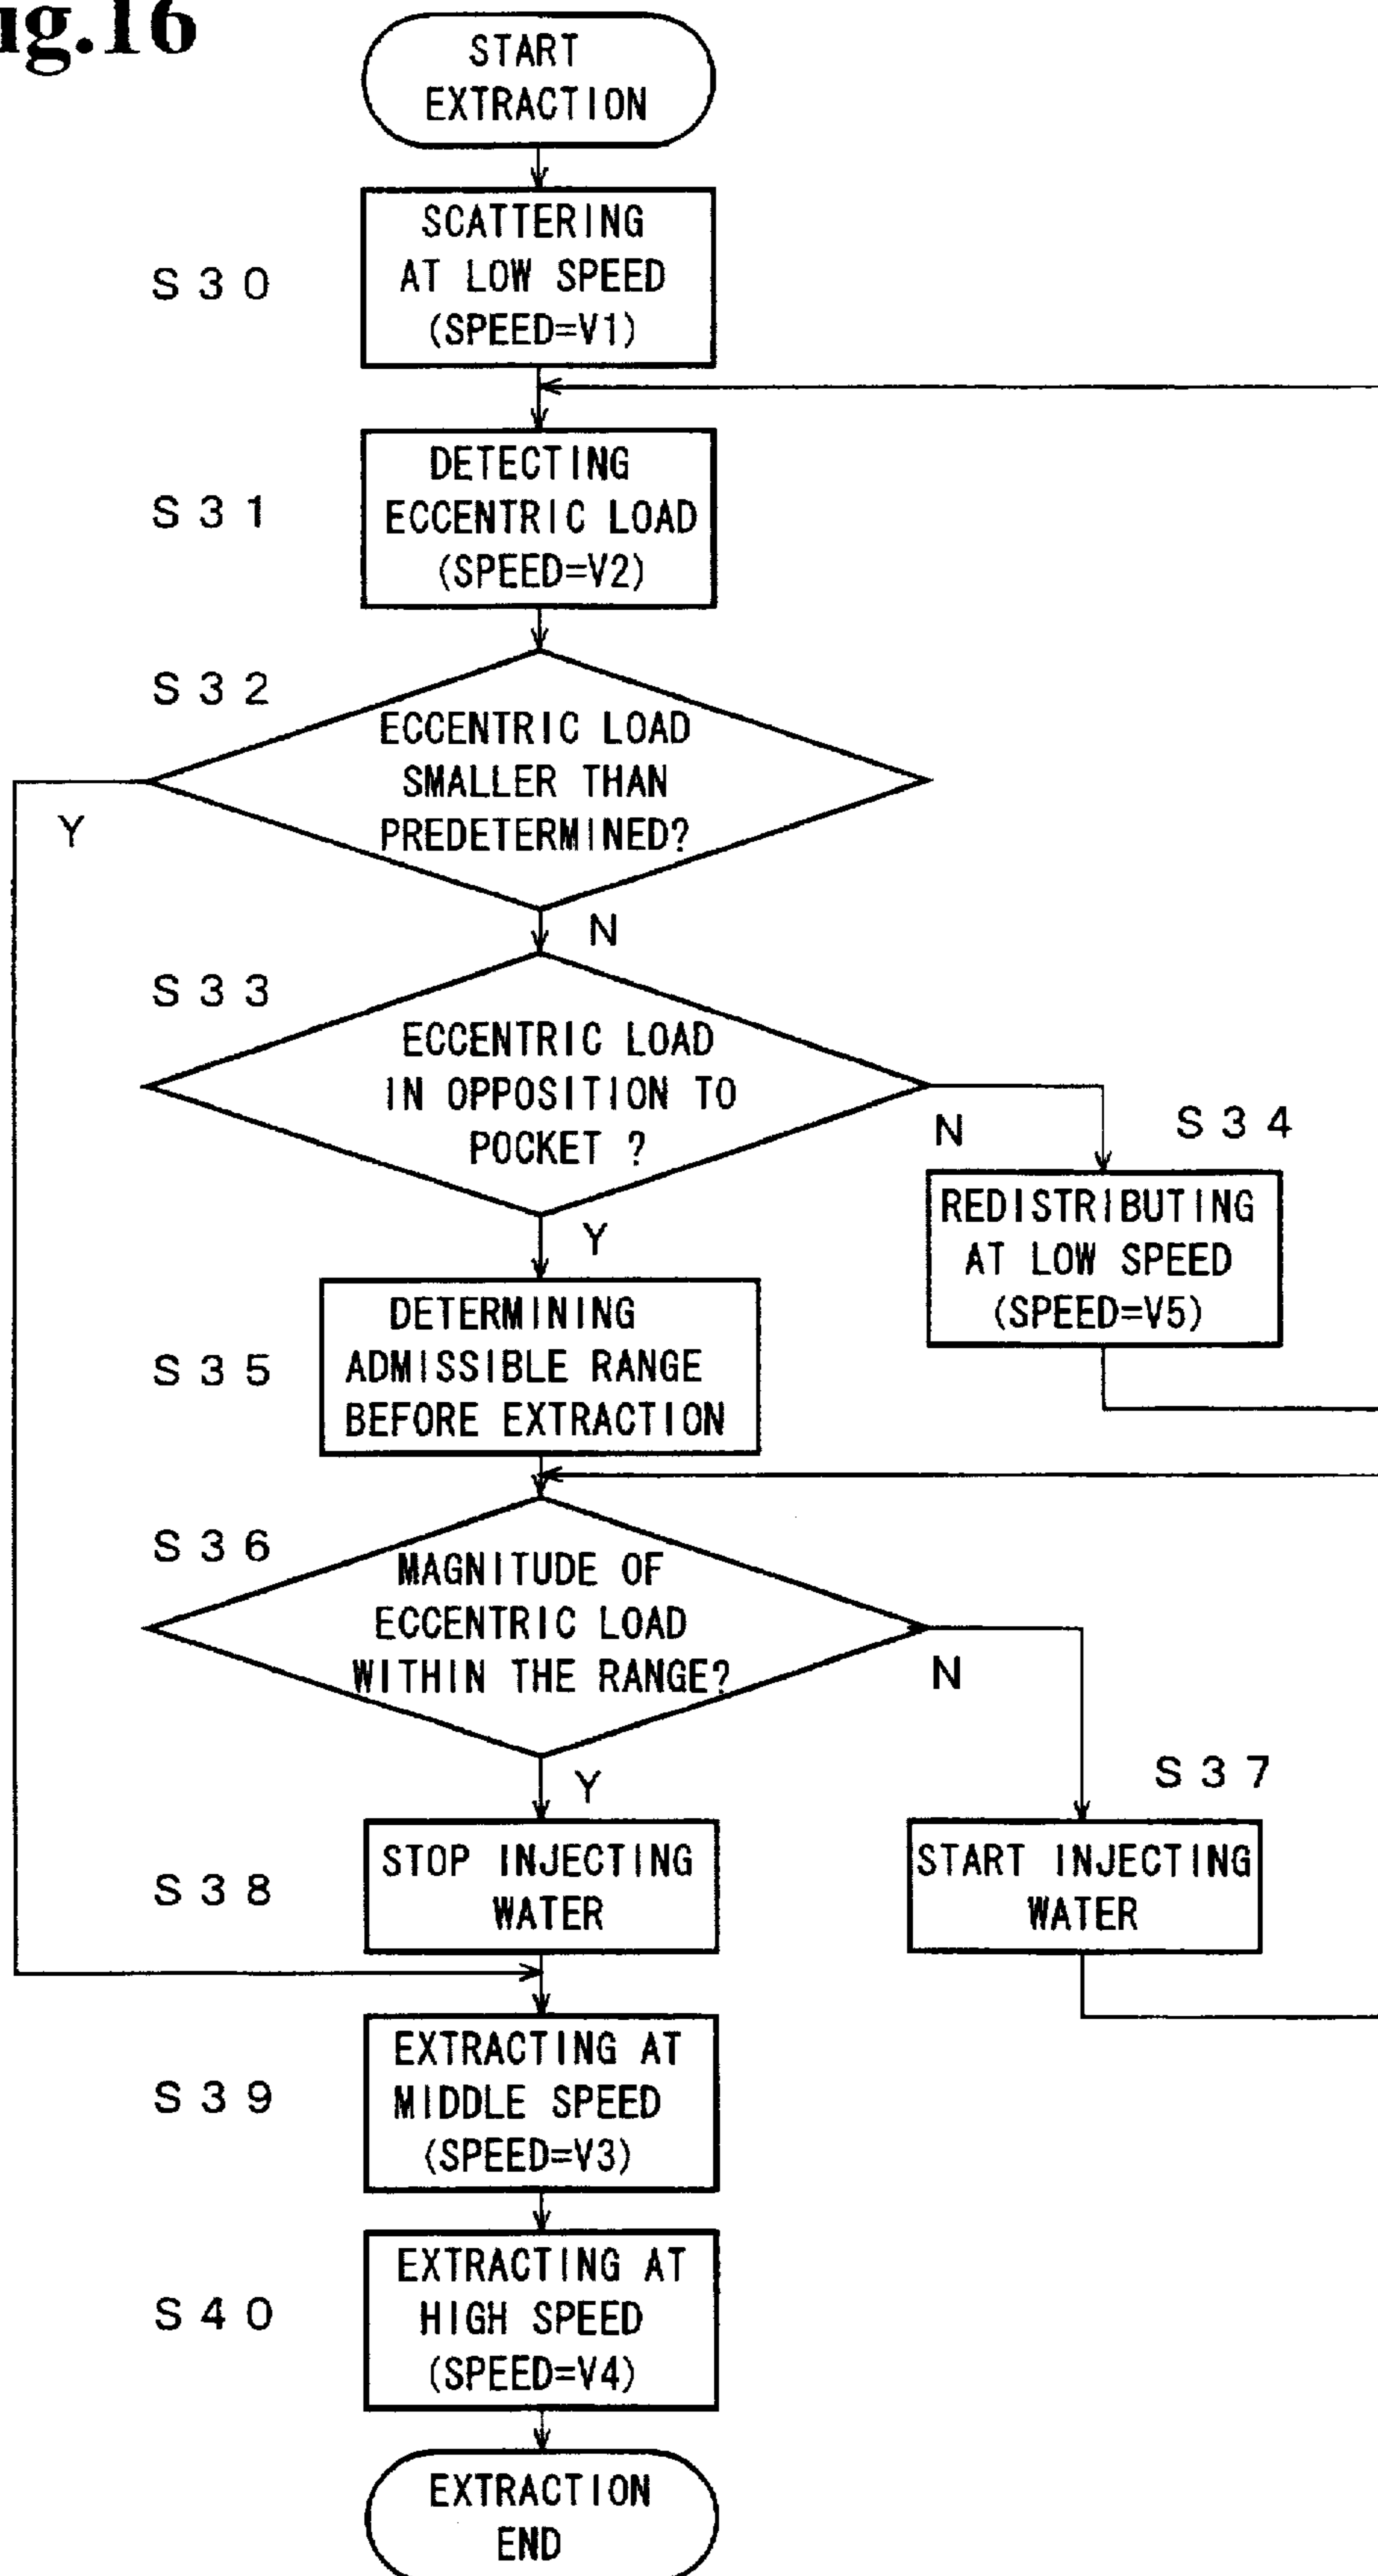 ig.16
START
EXTRACTION
SCATTERING
AT LOW SPEED
(SPEED=V1)
S30
DETECTING
ECCENTRIC LOAD
(SPEED=V2)
S31
S32
ECCENTRIC LOAD
SMALLER THAN
PREDETERMINED?
Y
N
S33
ECCENTRIC LOAD
IN OPPOSITION TO
POCKET ?
N
S34
REDISTRIBUTING
AT LOW SPEED
(SPEED=V5)
Y
DETERMINING
ADMISSIBLE RANGE
BEFORE EXTRACTION
S35
S36
MAGNITUDE OF
ECCENTRIC LOAD
WITHIN THE RANGE?
N
Y
S37
START INJECTING
WATER
STOP INJECTING
WATER
S38
EXTRACTING AT
MIDDLE SPEED
(SPEED=V3)
S39
EXTRACTING AT
HIGH SPEED
(SPEED=V4)
S40
EXTRACTION
END